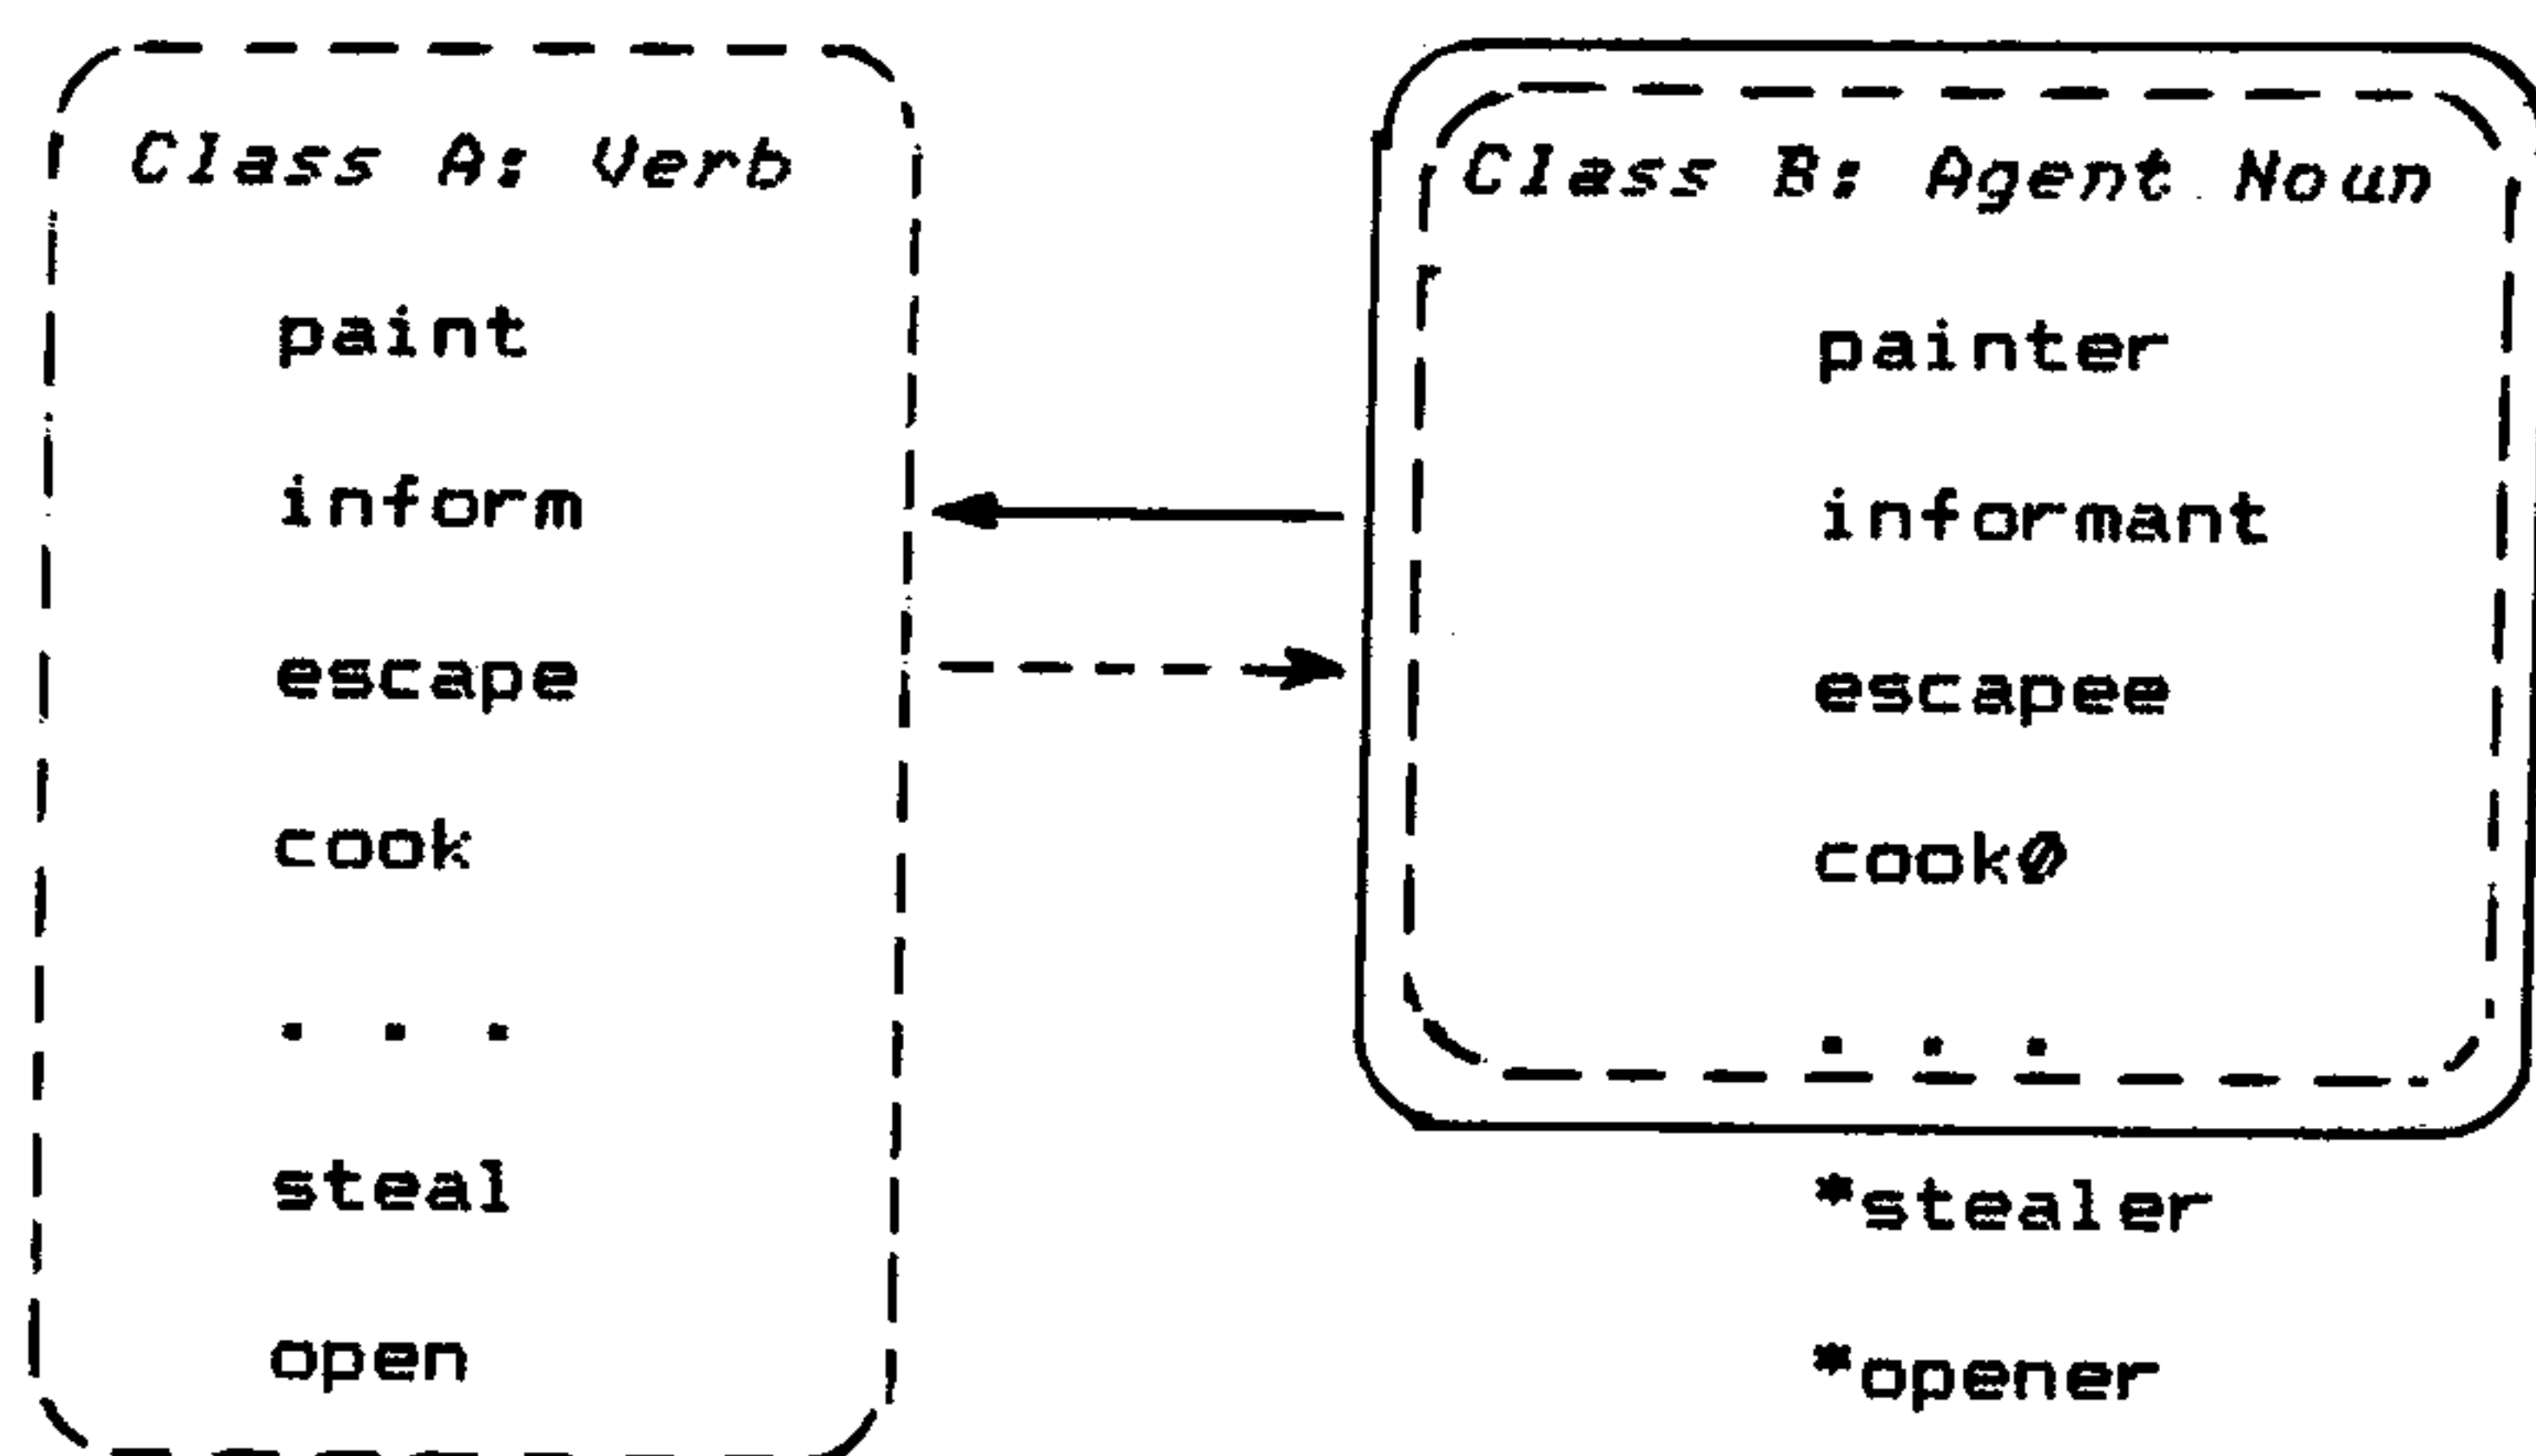 Class A: Verb
paint
inform
escape
cook
. . .
steal
open
Class B: Agent Noun
painter
informant
escapee
cookØ
. . .
*stealer
*opener